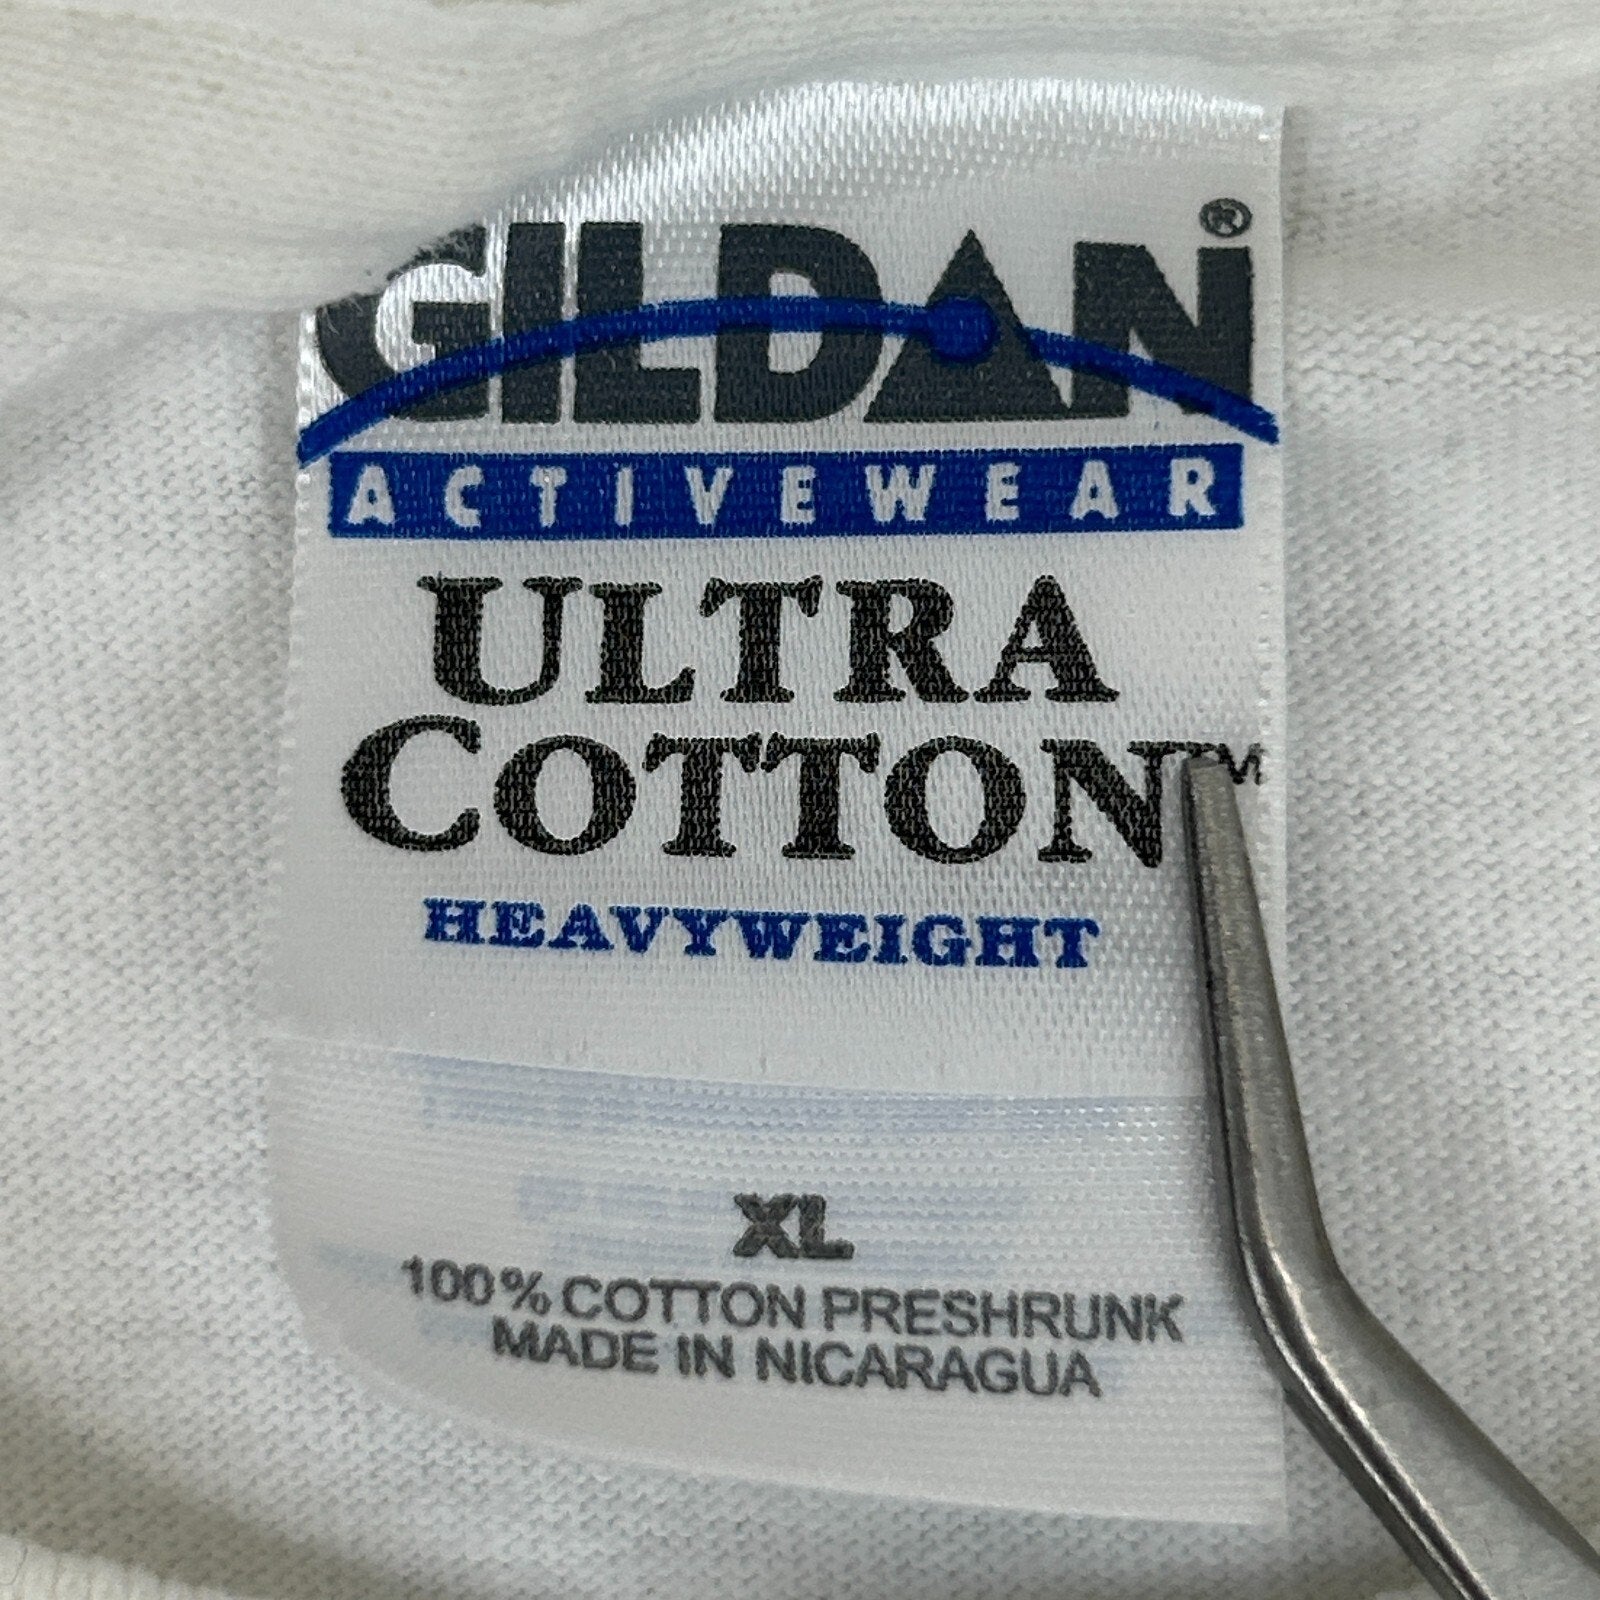 GILDAN®
ACTIVEWEAR
ULTRA
COTTON™
HEAVYWEIGHT
XL
100% COTTON PRESHRUNK
MADE IN NICARAGUA